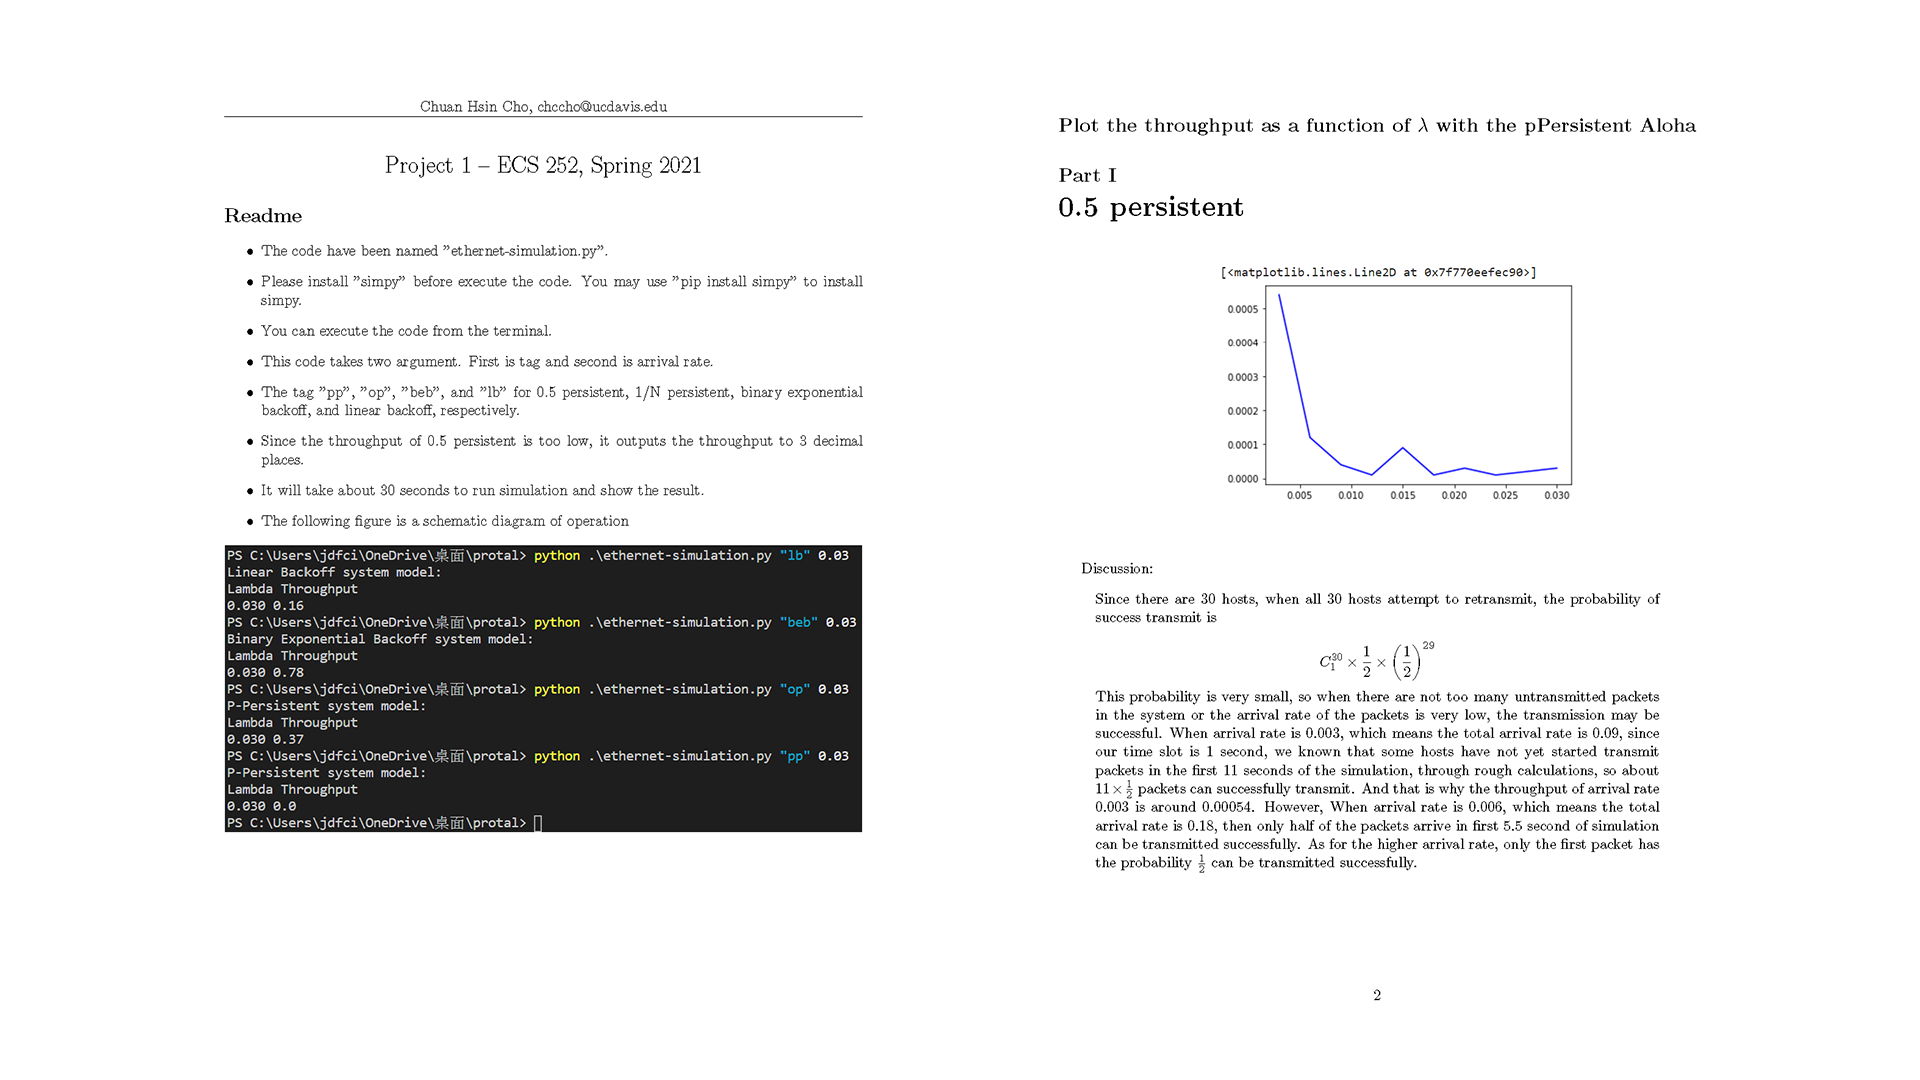 Chuan Hsin Cho, chccho@ucdavis.edu
Project 1 – ECS 252, Spring 2021
Readme
• The code have been named ”ethernet-simulation.py”.
• Please install ”simpy” before execute the code. You may use ”pip install simpy” to install
simpy.
• You can execute the code from the terminal.
• This code takes two argument. First is tag and second is arrival rate.
• The tag ”pp”, ”op”, ”beb”, and ”lb” for 0.5 persistent, 1/N persistent, binary exponential
backoff, and linear backoff, respectively.
• Since the throughput of 0.5 persistent is too low, it outputs the throughput to 3 decimal
places.
• It will take about 30 seconds to run simulation and show the result.
• The following figure is a schematic diagram of operation
PS C:\Users\jdfci\OneDrive\桌面\protal> python .\ethernet-simulation.py "lb" 0.03
Linear Backoff system model:
Lambda Throughput
0.030 0.16
PS C:\Users\jdfci\OneDrive\桌面\protal> python .\ethernet-simulation.py "beb" 0.03
Binary Exponential Backoff system model:
Lambda Throughput
0.030 0.78
PS C:\Users\jdfci\OneDrive\桌面\protal> python .\ethernet-simulation.py "op" 0.03
P-Persistent system model:
Lambda Throughput
0.030 0.37
PS C:\Users\jdfci\OneDrive\桌面\protal> python .\ethernet-simulation.py "pp" 0.03
P-Persistent system model:
Lambda Throughput
0.030 0.0
PS C:\Users\jdfci\OneDrive\桌面\protal>
Plot the throughput as a function of λ with the pPersistent Aloha
Part I
0.5 persistent
[<matplotlib.lines.Line2D at 0x7f770eefec90>]
0.0005
0.0004
0.0003
0.0002
0.0001
0.0000
0.005 0.010 0.015 0.020 0.025 0.030
Discussion:
Since there are 30 hosts, when all 30 hosts attempt to retransmit, the probability of
success transmit is
C₁³⁰ × 1/2 × (1/2)²⁹
This probability is very small, so when there are not too many untransmitted packets
in the system or the arrival rate of the packets is very low, the transmission may be
successful. When arrival rate is 0.003, which means the total arrival rate is 0.09, since
our time slot is 1 second, we known that some hosts have not yet started transmit
packets in the first 11 seconds of the simulation, through rough calculations, so about
11 × 1/2 packets can successfully transmit. And that is why the throughput of arrival rate
0.003 is around 0.00054. However, When arrival rate is 0.006, which means the total
arrival rate is 0.18, then only half of the packets arrive in first 5.5 second of simulation
can be transmitted successfully. As for the higher arrival rate, only the first packet has
the probability 1/2 can be transmitted successfully.
2